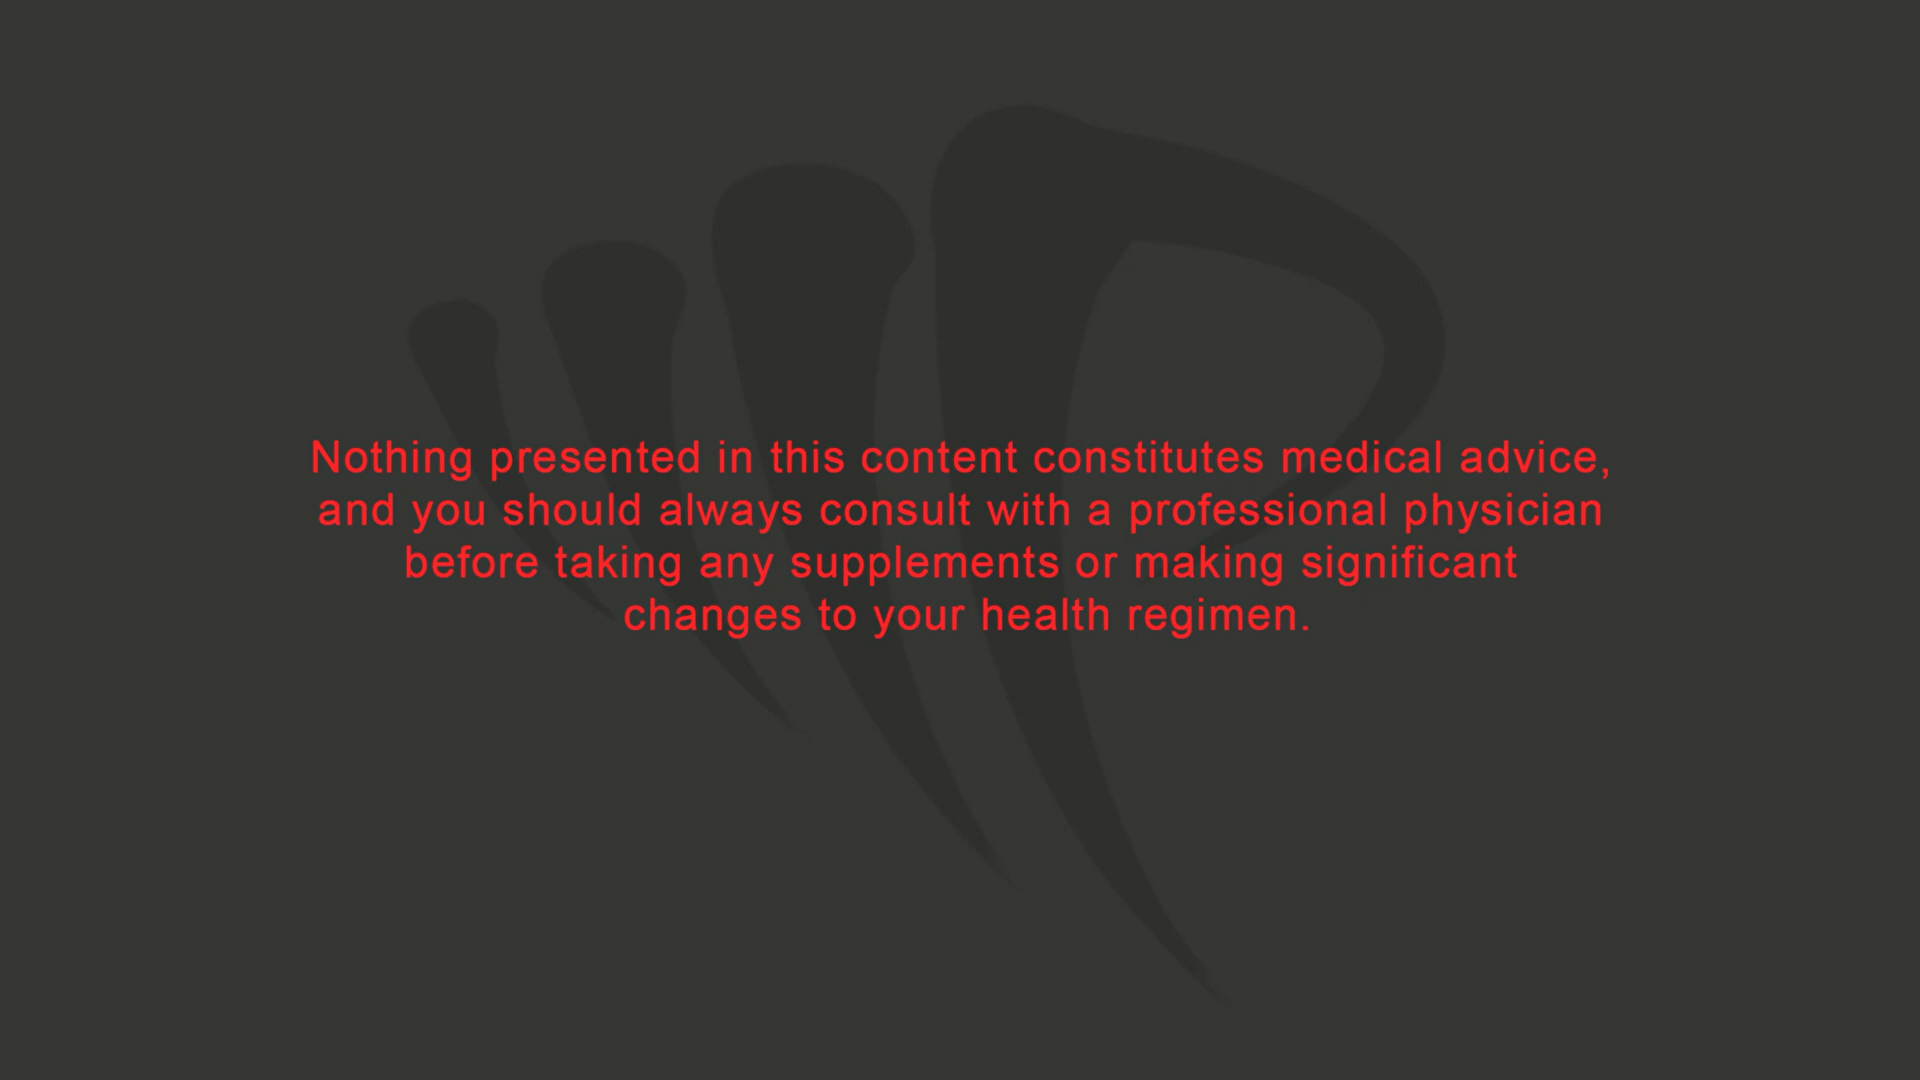 Nothing presented in this content constitutes medical advice,
and you should always consult with a professional physician
before taking any supplements or making significant
changes to your health regimen.